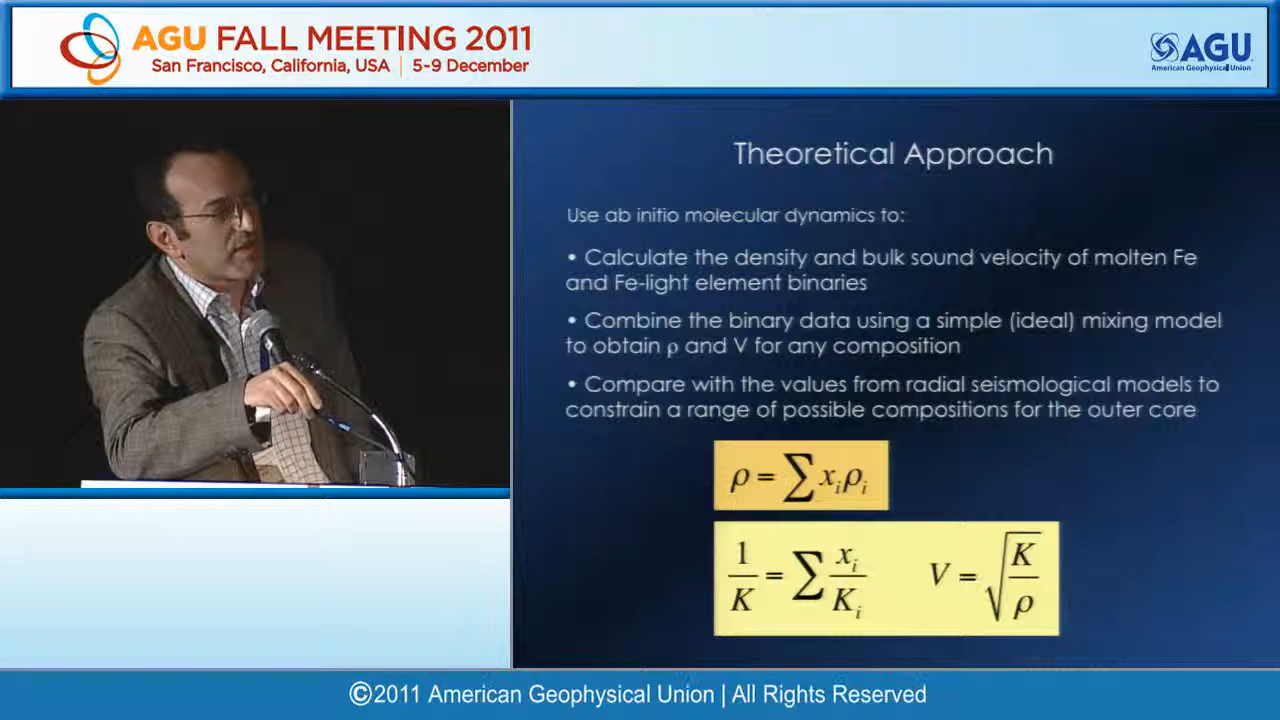 AGU FALL MEETING 2011
San Francisco, California, USA | 5-9 December
AGU
American Geophysical Union
Theoretical Approach
Use ab initio molecular dynamics to:
• Calculate the density and bulk sound velocity of molten Fe
and Fe-light element binaries
• Combine the binary data using a simple (ideal) mixing model
to obtain ρ and V for any composition
• Compare with the values from radial seismological models to
constrain a range of possible compositions for the outer core
ρ = ∑ xᵢρᵢ
1/K = ∑ xᵢ/Kᵢ V = √(K/ρ)
©2011 American Geophysical Union | All Rights Reserved